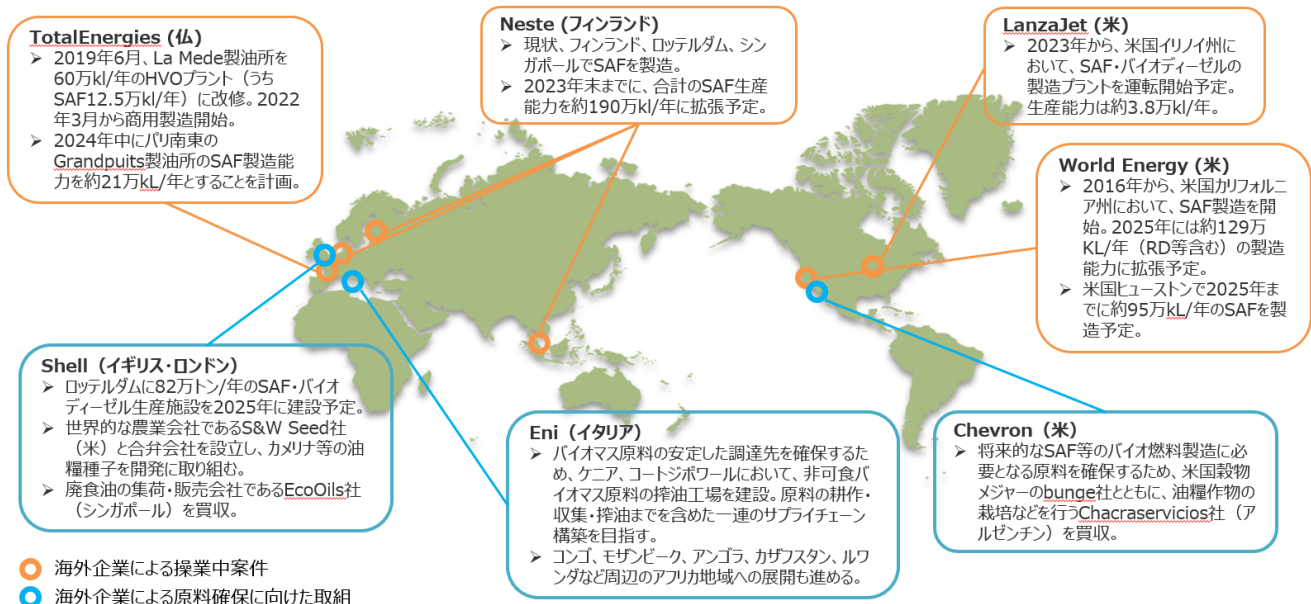 TotalEnergies (仏)
➢ 2019年6月、La Mede製油所を
60万kl/年のHVOプラント（うち
SAF12.5万kl/年）に改修。2022
年3月から商用製造開始。
➢ 2024年中にパリ南東の
Grandpuits製油所のSAF製造能
力を約21万kL/年とすることを計画。
Neste (フィンランド)
➢ 現状、フィンランド、ロッテルダム、シン
ガポールでSAFを製造。
➢ 2023年末までに、合計のSAF生産
能力を約190万kl/年に拡張予定。
LanzaJet (米)
➢ 2023年から、米国イリノイ州に
おいて、SAF・バイオディーゼルの
製造プラントを運転開始予定。
生産能力は約3.8万kl/年。
World Energy (米)
➢ 2016年から、米国カリフォルニ
ア州において、SAF製造を開
始。2025年には約129万
KL/年（RD等含む）の製造
能力に拡張予定。
➢ 米国ヒューストンで2025年ま
でに約95万kL/年のSAFを製
造予定。
Shell（イギリス・ロンドン）
➢ ロッテルダムに82万トン/年のSAF・バイオ
ディーゼル生産施設を2025年に建設予定。
➢ 世界的な農業会社であるS&W Seed社
（米）と合弁会社を設立し、カメリナ等の油
糧種子を開発に取り組む。
➢ 廃食油の集荷・販売会社であるEcoOils社
（シンガポール）を買収。
Eni（イタリア）
➢ バイオマス原料の安定した調達先を確保するた
め、ケニア、コートジボワールにおいて、非可食バ
イオマス原料の搾油工場を建設。原料の耕作・
収集・搾油までを含めた一連のサプライチェーン
構築を目指す。
➢ コンゴ、モザンビーク、アンゴラ、カザフスタン、ルワ
ンダなど周辺のアフリカ地域への展開も進める。
Chevron（米）
➢ 将来的なSAF等のバイオ燃料製造に必
要となる原料を確保するため、米国穀物
メジャーのbunge社とともに、油糧作物の
栽培などを行うChacraservicios社（ア
ルゼンチン）を買収。
海外企業による操業中案件
海外企業による原料確保に向けた取組